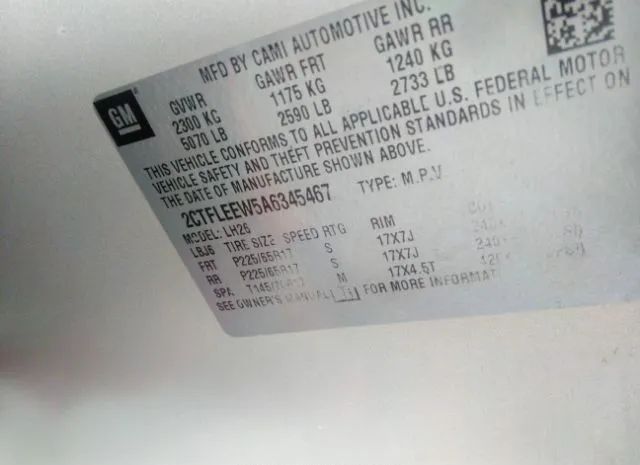 GM
MFD BY CAMI AUTOMOTIVE INC.
GVWR GAWR FRT GAWR RR
2300 KG 1175 KG 1240 KG
5070 LB 2590 LB 2733 LB
THIS VEHICLE CONFORMS TO ALL APPLICABLE U.S. FEDERAL MOTOR
VEHICLE SAFETY AND THEFT PREVENTION STANDARDS IN EFFECT ON
THE DATE OF MANUFACTURE SHOWN ABOVE.
2CTFLEEW5A6345467 TYPE: M.P.V
MODEL: LH26
LBJ6 TIRE SIZE SPEED RTG RIM
FRT P225/65R17 S 17X7J
RR P225/65R17 S 17X7J
SPA M 17X4.5T
SEE OWNER'S MANUAL FOR MORE INFORMAT